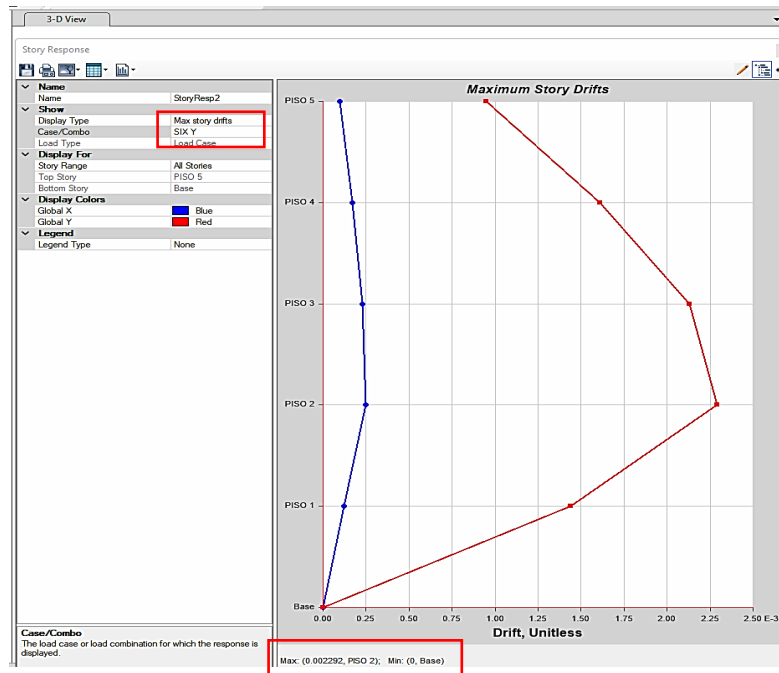 3-D View
Story Response
Name
Name StoryResp2
Show
Display Type Max story drifts
Case/Combo SIX Y
Load Type Load Case
Display For
Story Range All Stories
Top Story PISO 5
Bottom Story Base
Display Colors
Global X Blue
Global Y Red
Legend
Legend Type None
Case/Combo
The load case or load combination for which the response is
displayed.
Maximum Story Drifts
PISO 5
PISO 4
PISO 3
PISO 2
PISO 1
Base
0.00 0.25 0.50 0.75 1.00 1.25 1.50 1.75 2.00 2.25 2.50 E-3
Drift, Unitless
Max: (0.002292, PISO 2); Min: (0, Base)